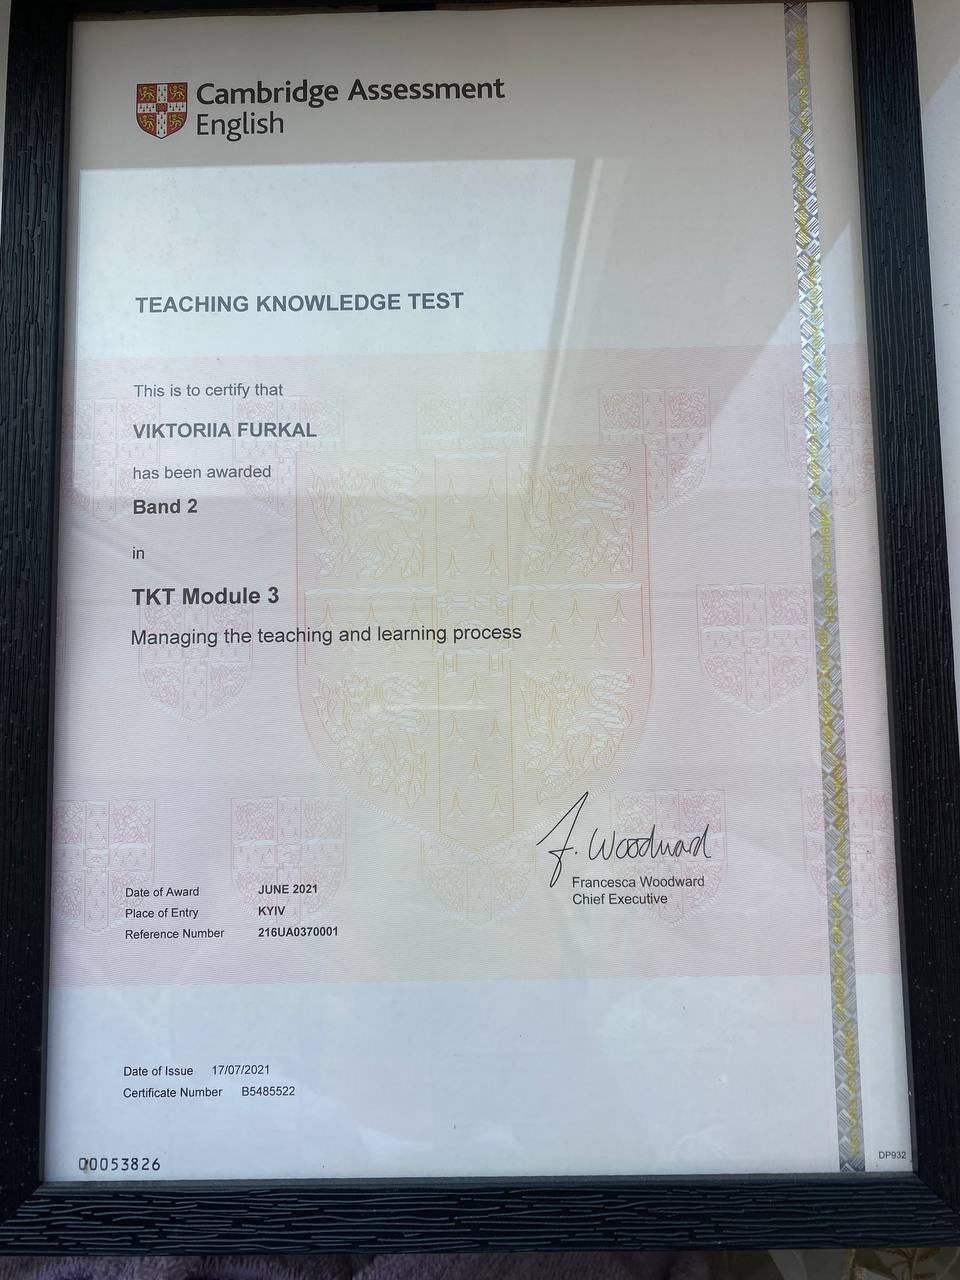 Cambridge Assessment
English
TEACHING KNOWLEDGE TEST
This is to certify that
VIKTORIIA FURKAL
has been awarded
Band 2
in
TKT Module 3
Managing the teaching and learning process
F. Woodward
Francesca Woodward
Chief Executive
Date of Award JUNE 2021
Place of Entry KYIV
Reference Number 216UA0370001
Date of Issue 17/07/2021
Certificate Number B5485522
00053826
DP932